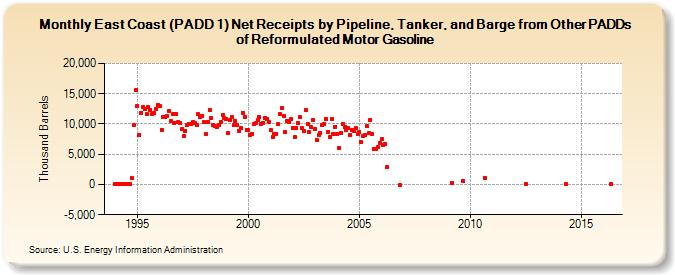 Monthly East Coast (PADD 1) Net Receipts by Pipeline, Tanker, and Barge from Other PADDs
of Reformulated Motor Gasoline
Thousand Barrels
20,000
15,000
10,000
5,000
0
-5,000
1995
2000
2005
2010
2015
Source: U.S. Energy Information Administration